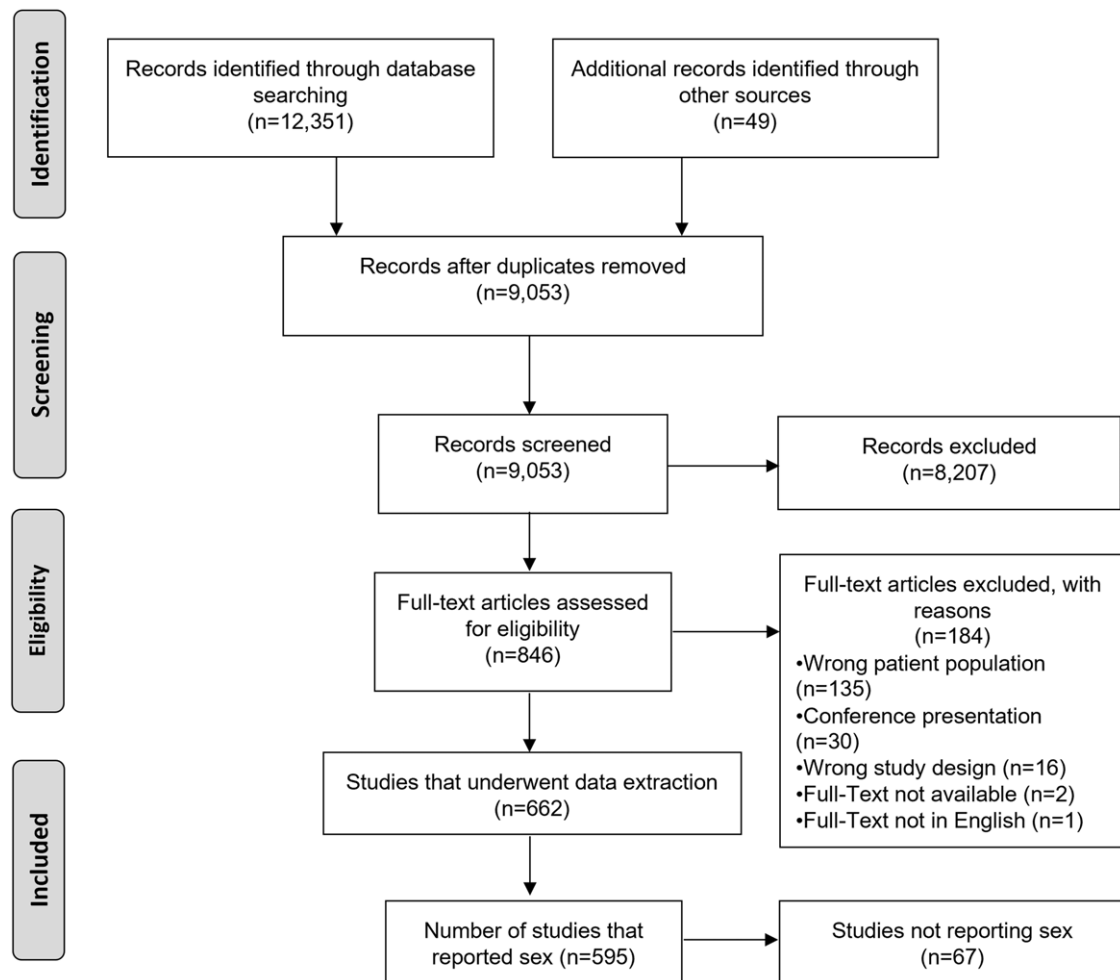 Identification
Records identified through database
searching
(n=12,351)
Additional records identified through
other sources
(n=49)
Screening
Records after duplicates removed
(n=9,053)
Records screened
(n=9,053)
Records excluded
(n=8,207)
Eligibility
Full-text articles assessed
for eligibility
(n=846)
Full-text articles excluded, with
reasons
(n=184)
•Wrong patient population
(n=135)
•Conference presentation
(n=30)
•Wrong study design (n=16)
•Full-Text not available (n=2)
•Full-Text not in English (n=1)
Included
Studies that underwent data extraction
(n=662)
Number of studies that
reported sex (n=595)
Studies not reporting sex
(n=67)